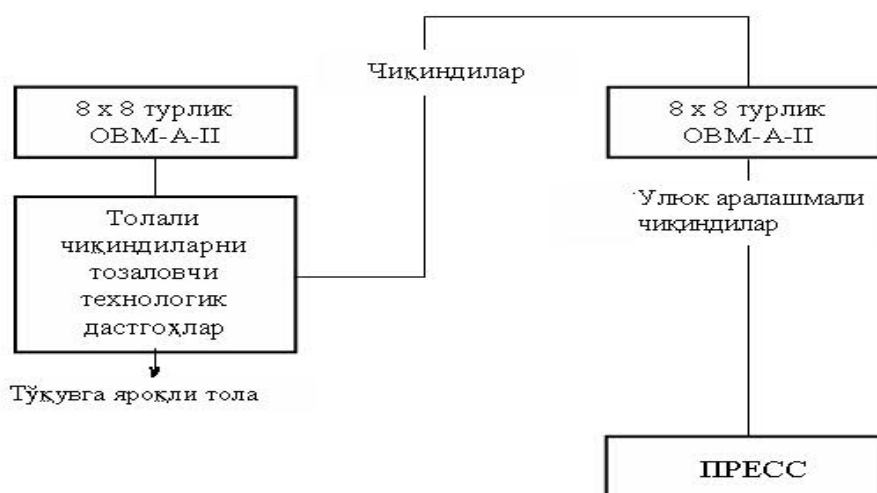 Чиқиндилар
8 х 8 турлик
ОВМ-А-II
8 х 8 турлик
ОВМ-А-II
Толали
чиқиндиларни
тозаловчи
технологик
дастгоҳлар
Улюк аралашмали
чиқиндилар
Тўқувга яроқли тола
ПРЕСС